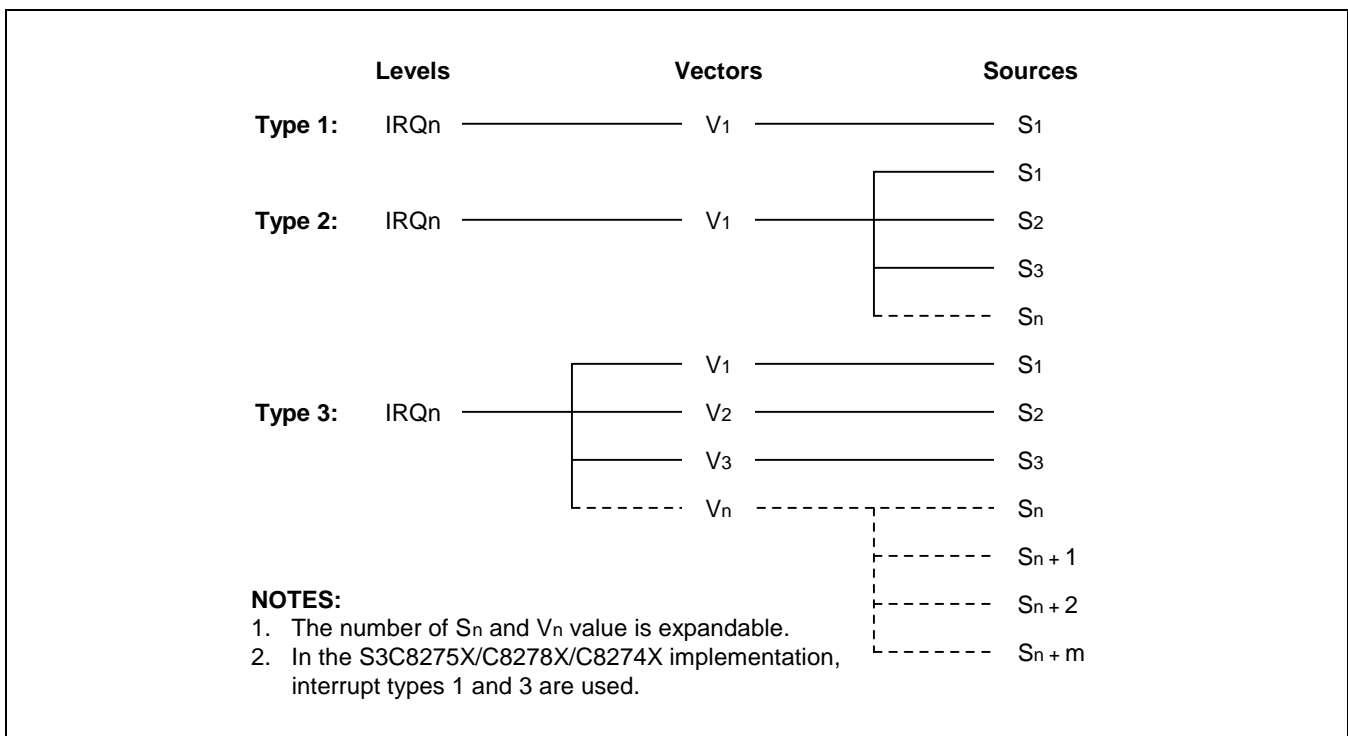 Levels Vectors Sources
Type 1: IRQn V1 S1
S1
Type 2: IRQn V1 S2
S3
Sn
V1 S1
Type 3: IRQn V2 S2
V3 S3
Vn Sn
Sn + 1
NOTES: Sn + 2
1. The number of Sn and Vn value is expandable.
2. In the S3C8275X/C8278X/C8274X implementation, Sn + m
interrupt types 1 and 3 are used.